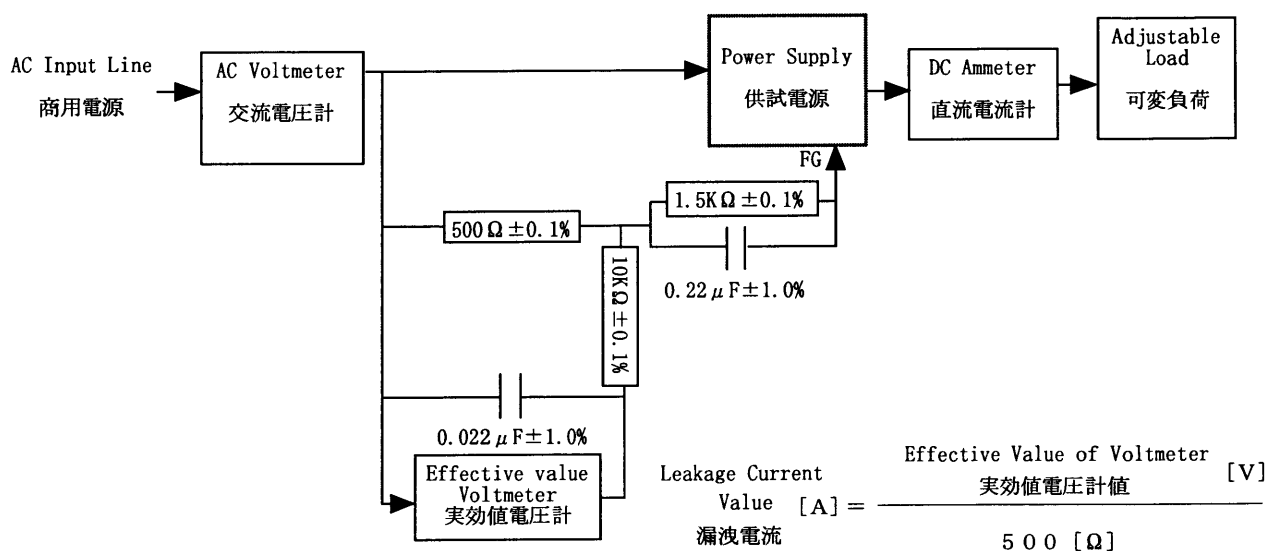 AC Input Line
商用電源
AC Voltmeter
交流電圧計
Power Supply
供試電源
DC Ammeter
直流電流計
Adjustable
Load
可変負荷
FG
1.5KΩ±0.1%
500Ω±0.1%
10KΩ±0.1%
0.22μF±1.0%
0.022μF±1.0%
Effective value
Voltmeter
実効値電圧計
Leakage Current
Value [A]=
漏洩電流
Effective Value of Voltmeter
実効値電圧計値 [V]
500 [Ω]